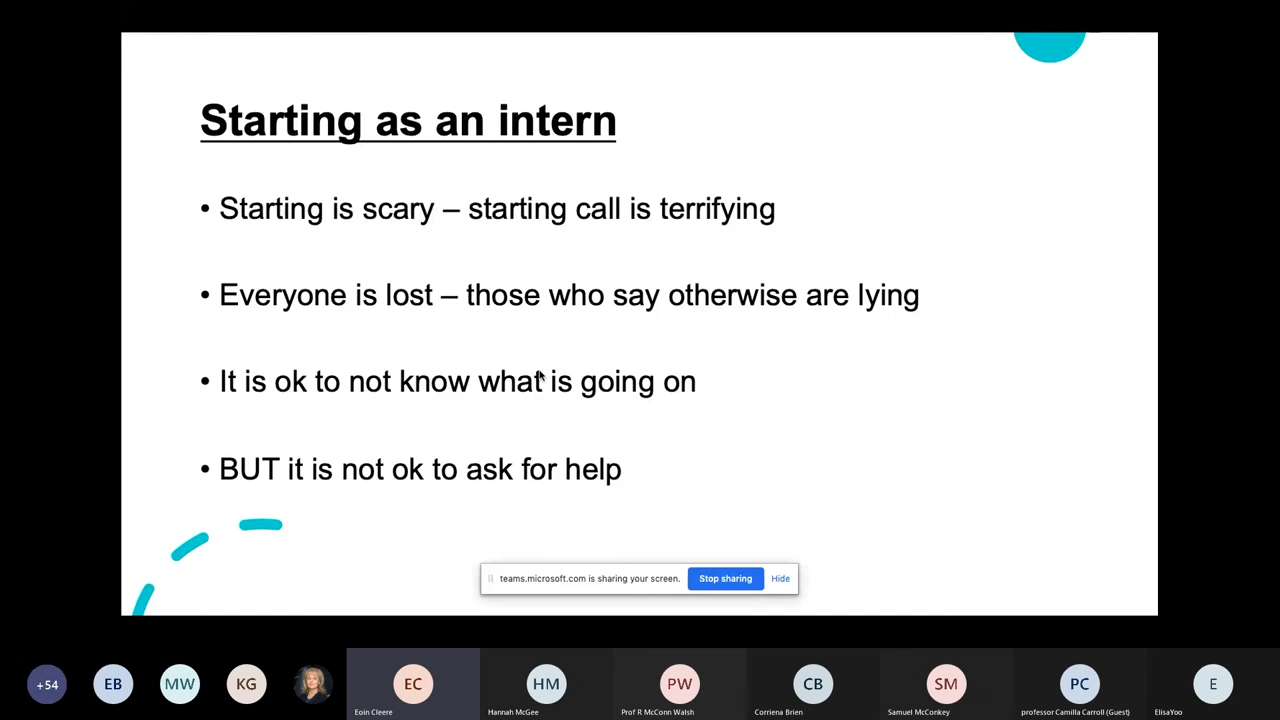 Starting as an intern
• Starting is scary – starting call is terrifying
• Everyone is lost – those who say otherwise are lying
• It is ok to not know what is going on
• BUT it is not ok to ask for help
teams.microsoft.com is sharing your screen. Stop sharing Hide
+54 EB MW KG EC HM PW CB SM PC E
Eoin Cleere Hannah McGee Prof R McConn Walsh Corriena Brien Samuel McConkey professor Camilla Carroll (Guest) ElisaYoo